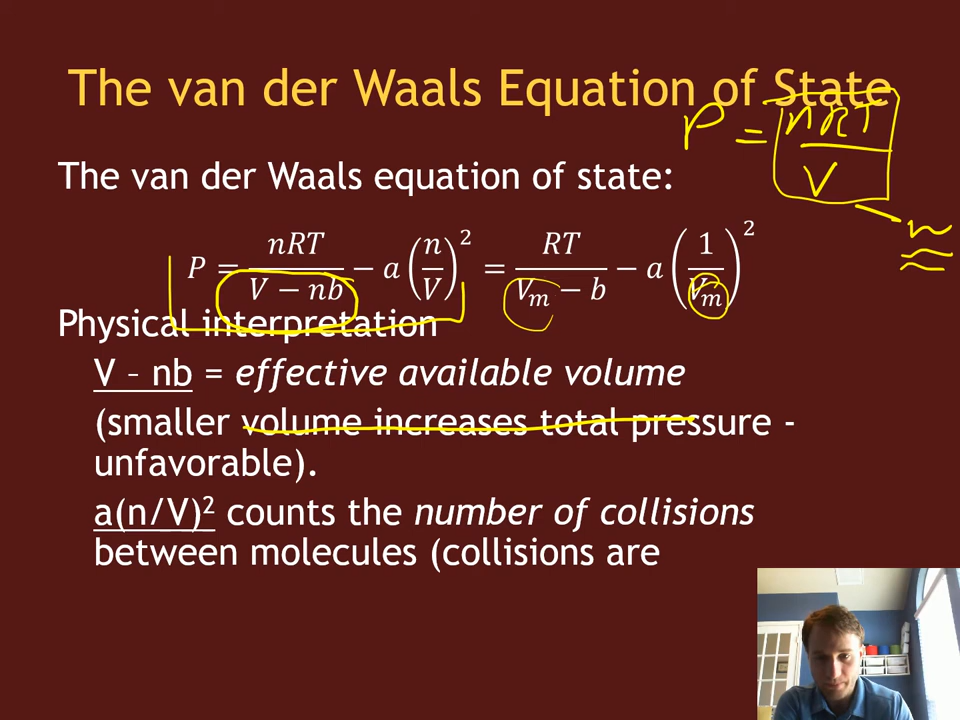 The van der Waals Equation of State
P = nRT / V
The van der Waals equation of state:
P = nRT / (V − nb) − a (n/V)² = RT / (Vₘ − b) − a (1/Vₘ)²
Physical interpretation
V – nb = effective available volume
(smaller volume increases total pressure -
unfavorable).
a(n/V)² counts the number of collisions
between molecules (collisions are